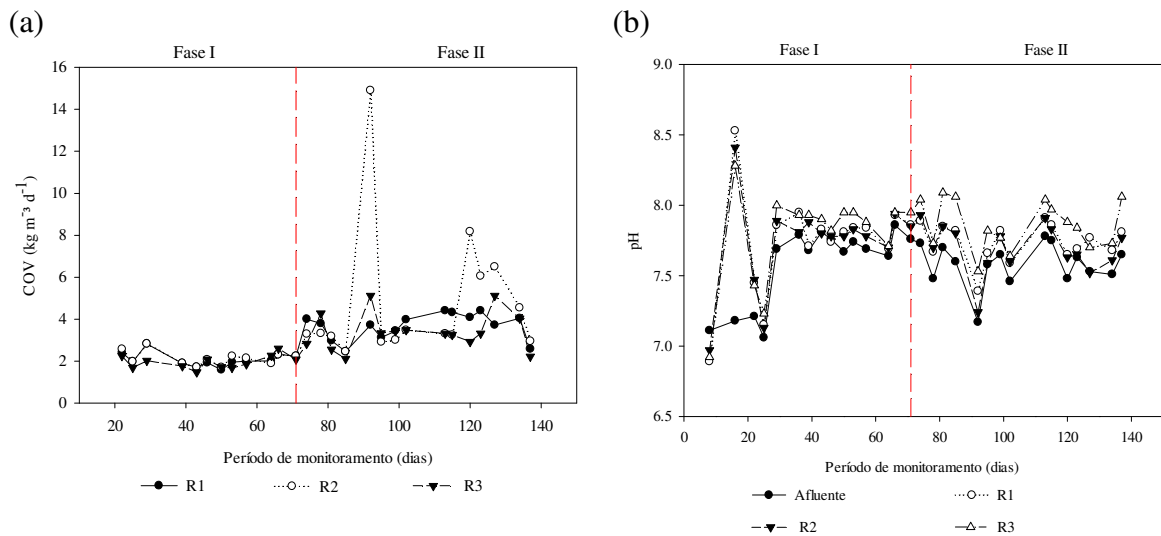 (a)
Fase I
Fase II
16
14
12
10
8
6
4
2
0
COV (kg m⁻³ d⁻¹)
20
40
60
80
100
120
140
Período de monitoramento (dias)
R1
R2
R3
(b)
Fase I
Fase II
9.0
8.5
8.0
7.5
7.0
6.5
pH
0
20
40
60
80
100
120
140
Período de monitoramento (dias)
Afluente
R1
R2
R3